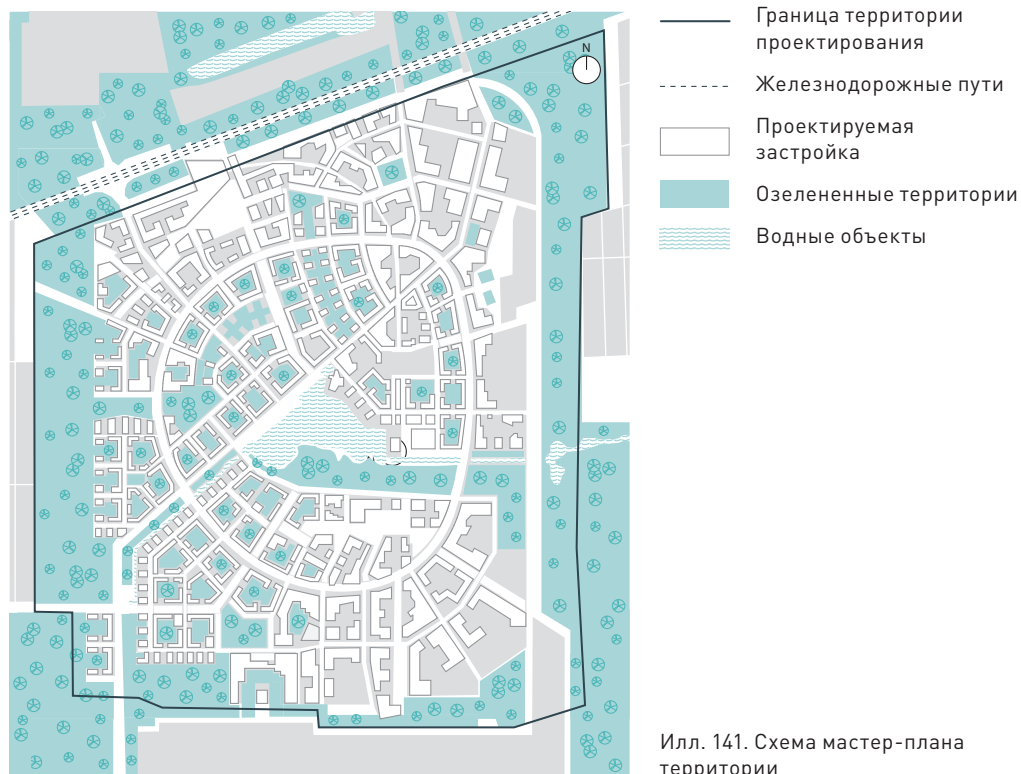 N
Граница территории
проектирования
Железнодорожные пути
Проектируемая
застройка
Озелененные территории
Водные объекты
Илл. 141. Схема мастер-плана
территории